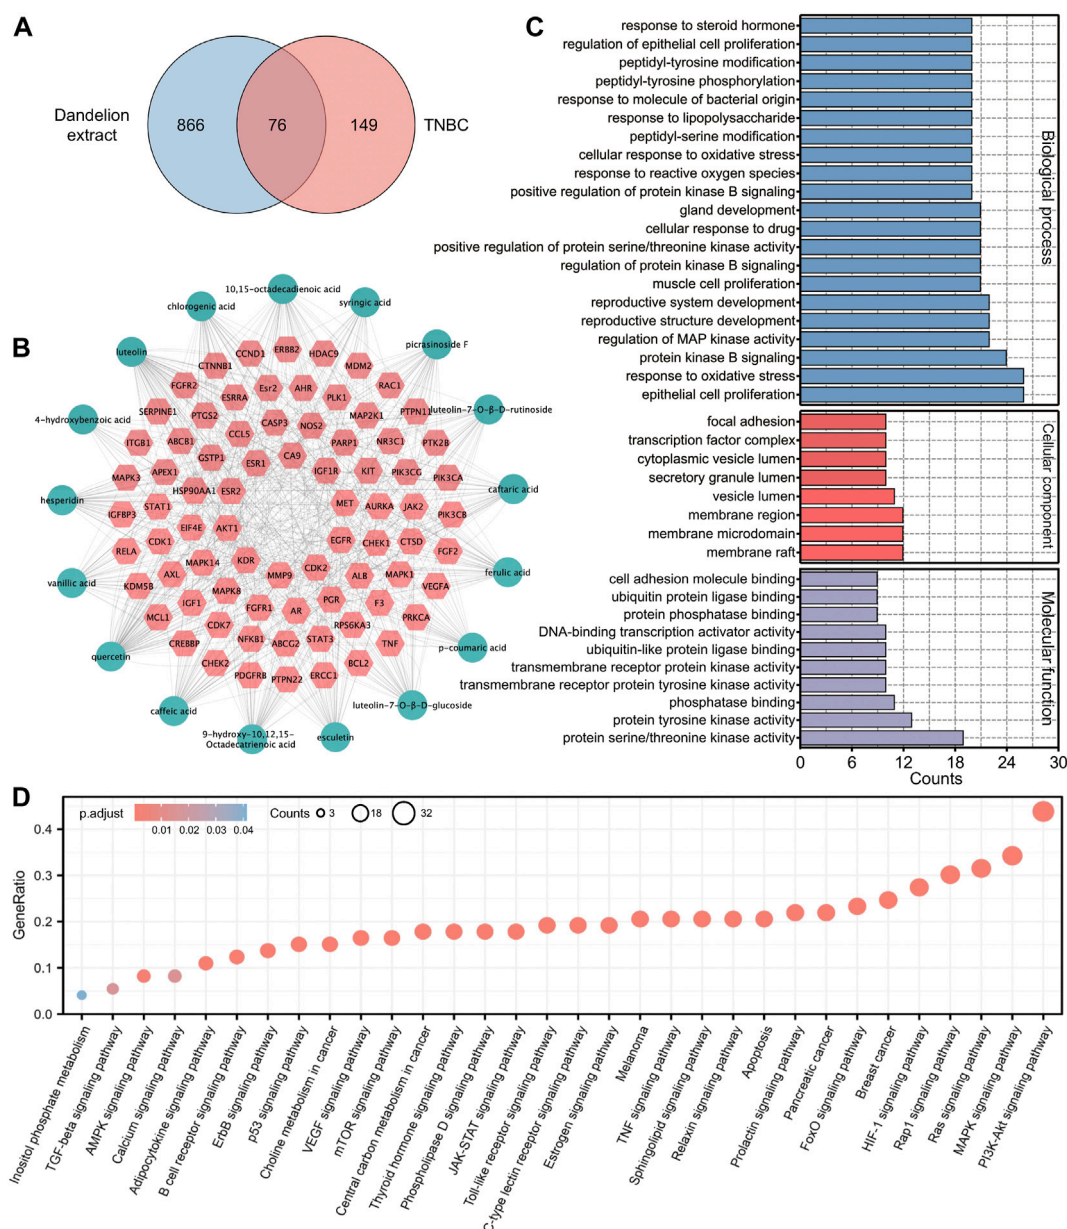 A
Dandelion
extract
866
76
149
TNBC
B
10,15-octadecadienoic acid
chlorogenic acid
syringic acid
luteolin
picrasinoside F
4-hydroxybenzoic acid
luteolin-7-O-β-D-rutinoside
hesperidin
caftaric acid
vanillic acid
ferulic acid
quercetin
p-coumaric acid
caffeic acid
luteolin-7-O-β-D-glucoside
9-hydroxy-10,12,15-
Octadecatrienoic acid
esculetin
CCND1
ERBB2
HDAC9
CTNNB1
MDM2
FGFR2
ESRRA
Esr2
AHR
PLK1
RAC1
SERPINE1
PTGS2
CASP3
NOS2
MAP2K1
PTPN11
ITGB1
ABCB1
CCL5
PARP1
NR3C1
PTK2B
GSTP1
ESR1
CA9
IGF1R
KIT
PIK3CG
PIK3CA
MAPK3
APEX1
HSP90AA1
ESR2
MET
AURKA
JAK2
PIK3CB
IGFBP3
STAT1
EIF4E
AKT1
EGFR
CHEK1
CTSD
FGF2
RELA
CDK1
MAPK14
KDR
MMP9
CDK2
ALB
MAPK1
VEGFA
KDM5B
AXL
IGF1
MAPK8
FGFR1
AR
PGR
F3
PRKCA
MCL1
CDK7
RPS6KA3
CREBBP
NFKB1
ABCG2
STAT3
TNF
CHEK2
PDGFRB
PTPN22
ERCC1
BCL2
C
response to steroid hormone
regulation of epithelial cell proliferation
peptidyl-tyrosine modification
peptidyl-tyrosine phosphorylation
response to molecule of bacterial origin
response to lipopolysaccharide
peptidyl-serine modification
cellular response to oxidative stress
response to reactive oxygen species
positive regulation of protein kinase B signaling
gland development
cellular response to drug
positive regulation of protein serine/threonine kinase activity
regulation of protein kinase B signaling
muscle cell proliferation
reproductive system development
reproductive structure development
regulation of MAP kinase activity
protein kinase B signaling
response to oxidative stress
epithelial cell proliferation
Biological process
focal adhesion
transcription factor complex
cytoplasmic vesicle lumen
secretory granule lumen
vesicle lumen
membrane region
membrane microdomain
membrane raft
Cellular component
cell adhesion molecule binding
ubiquitin protein ligase binding
protein phosphatase binding
DNA-binding transcription activator activity
ubiquitin-like protein ligase binding
transmembrane receptor protein kinase activity
transmembrane receptor protein tyrosine kinase activity
phosphatase binding
protein tyrosine kinase activity
protein serine/threonine kinase activity
Molecular function
0 6 12 18 24 30
Counts
D
p.adjust
0.01 0.02 0.03 0.04
Counts 3 18 32
GeneRatio
0.4
0.3
0.2
0.1
0.0
Inositol phosphate metabolism
TGF-beta signaling pathway
AMPK signaling pathway
Calcium signaling pathway
Adipocytokine signaling pathway
B cell receptor signaling pathway
ErbB signaling pathway
p53 signaling pathway
Choline metabolism in cancer
VEGF signaling pathway
mTOR signaling pathway
Central carbon metabolism in cancer
Thyroid hormone signaling pathway
Phospholipase D signaling pathway
JAK-STAT signaling pathway
Toll-like receptor signaling pathway
C-type lectin receptor signaling pathway
Estrogen signaling pathway
Melanoma
TNF signaling pathway
Sphingolipid signaling pathway
Relaxin signaling pathway
Apoptosis
Prolactin signaling pathway
Pancreatic cancer
FoxO signaling pathway
Breast cancer
HIF-1 signaling pathway
Rap1 signaling pathway
Ras signaling pathway
MAPK signaling pathway
PI3K-Akt signaling pathway